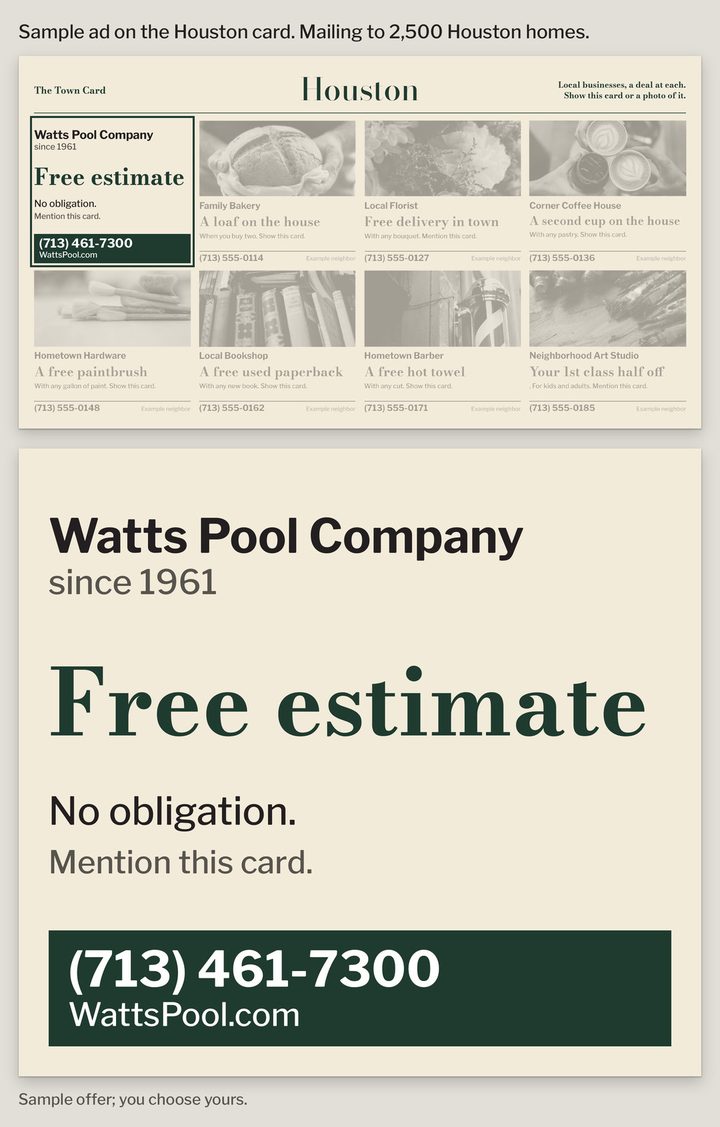 Sample ad on the Houston card. Mailing to 2,500 Houston homes.
The Town Card
Houston
Local businesses, a deal at each.
Show this card or a photo of it.
Watts Pool Company
since 1961
Free estimate
No obligation.
Mention this card.
(713) 461-7300
WattsPool.com
Family Bakery
A loaf on the house
When you buy two. Show this card.
(713) 555-0114
Example neighbor
Local Florist
Free delivery in town
With any bouquet. Mention this card.
(713) 555-0127
Example neighbor
Corner Coffee House
A second cup on the house
With any pastry. Show this card.
(713) 555-0136
Example neighbor
Hometown Hardware
A free paintbrush
With any gallon of paint. Show this card.
(713) 555-0148
Example neighbor
Local Bookshop
A free used paperback
With any new book. Show this card.
(713) 555-0162
Example neighbor
Hometown Barber
A free hot towel
With any cut. Show this card.
(713) 555-0171
Example neighbor
Neighborhood Art Studio
Your 1st class half off
For kids and adults. Mention this card.
(713) 555-0185
Example neighbor
Watts Pool Company
since 1961
Free estimate
No obligation.
Mention this card.
(713) 461-7300
WattsPool.com
Sample offer; you choose yours.